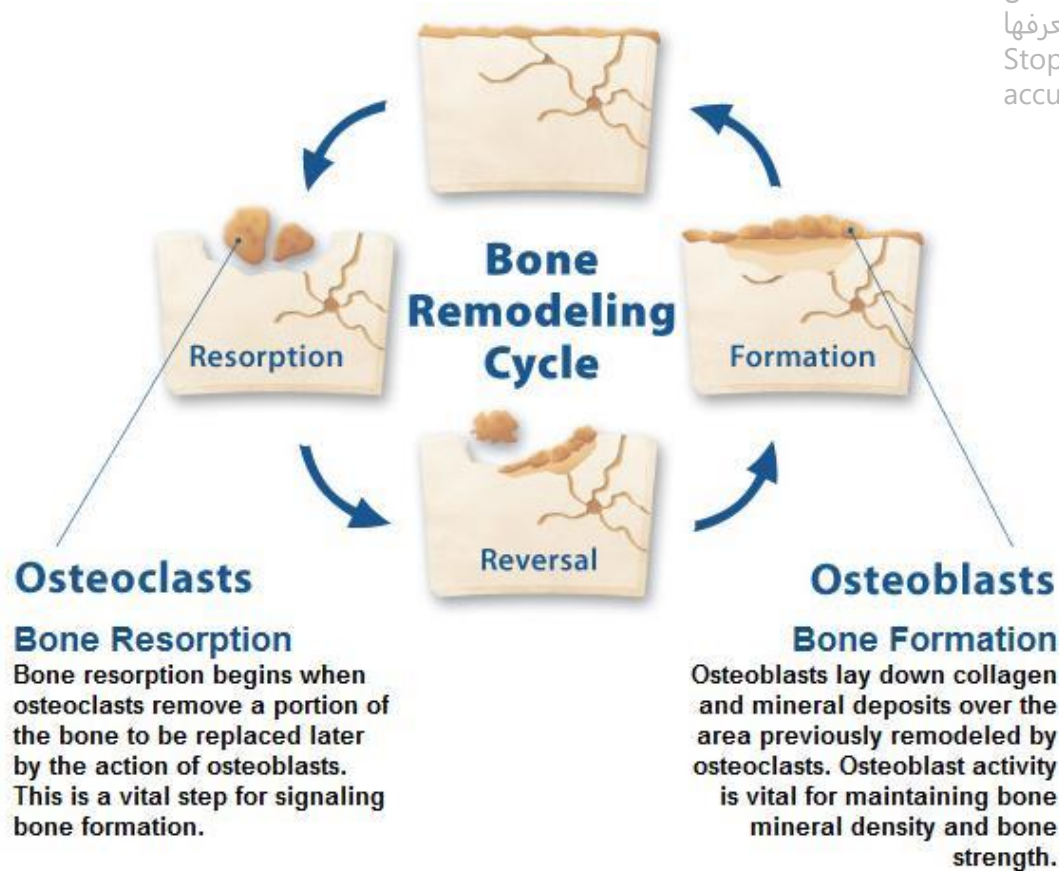 عرفها
Stop
accu
Bone
Remodeling
Cycle
Resorption
Formation
Reversal
Osteoclasts
Bone Resorption
Bone resorption begins when
osteoclasts remove a portion of
the bone to be replaced later
by the action of osteoblasts.
This is a vital step for signaling
bone formation.
Osteoblasts
Bone Formation
Osteoblasts lay down collagen
and mineral deposits over the
area previously remodeled by
osteoclasts. Osteoblast activity
is vital for maintaining bone
mineral density and bone
strength.